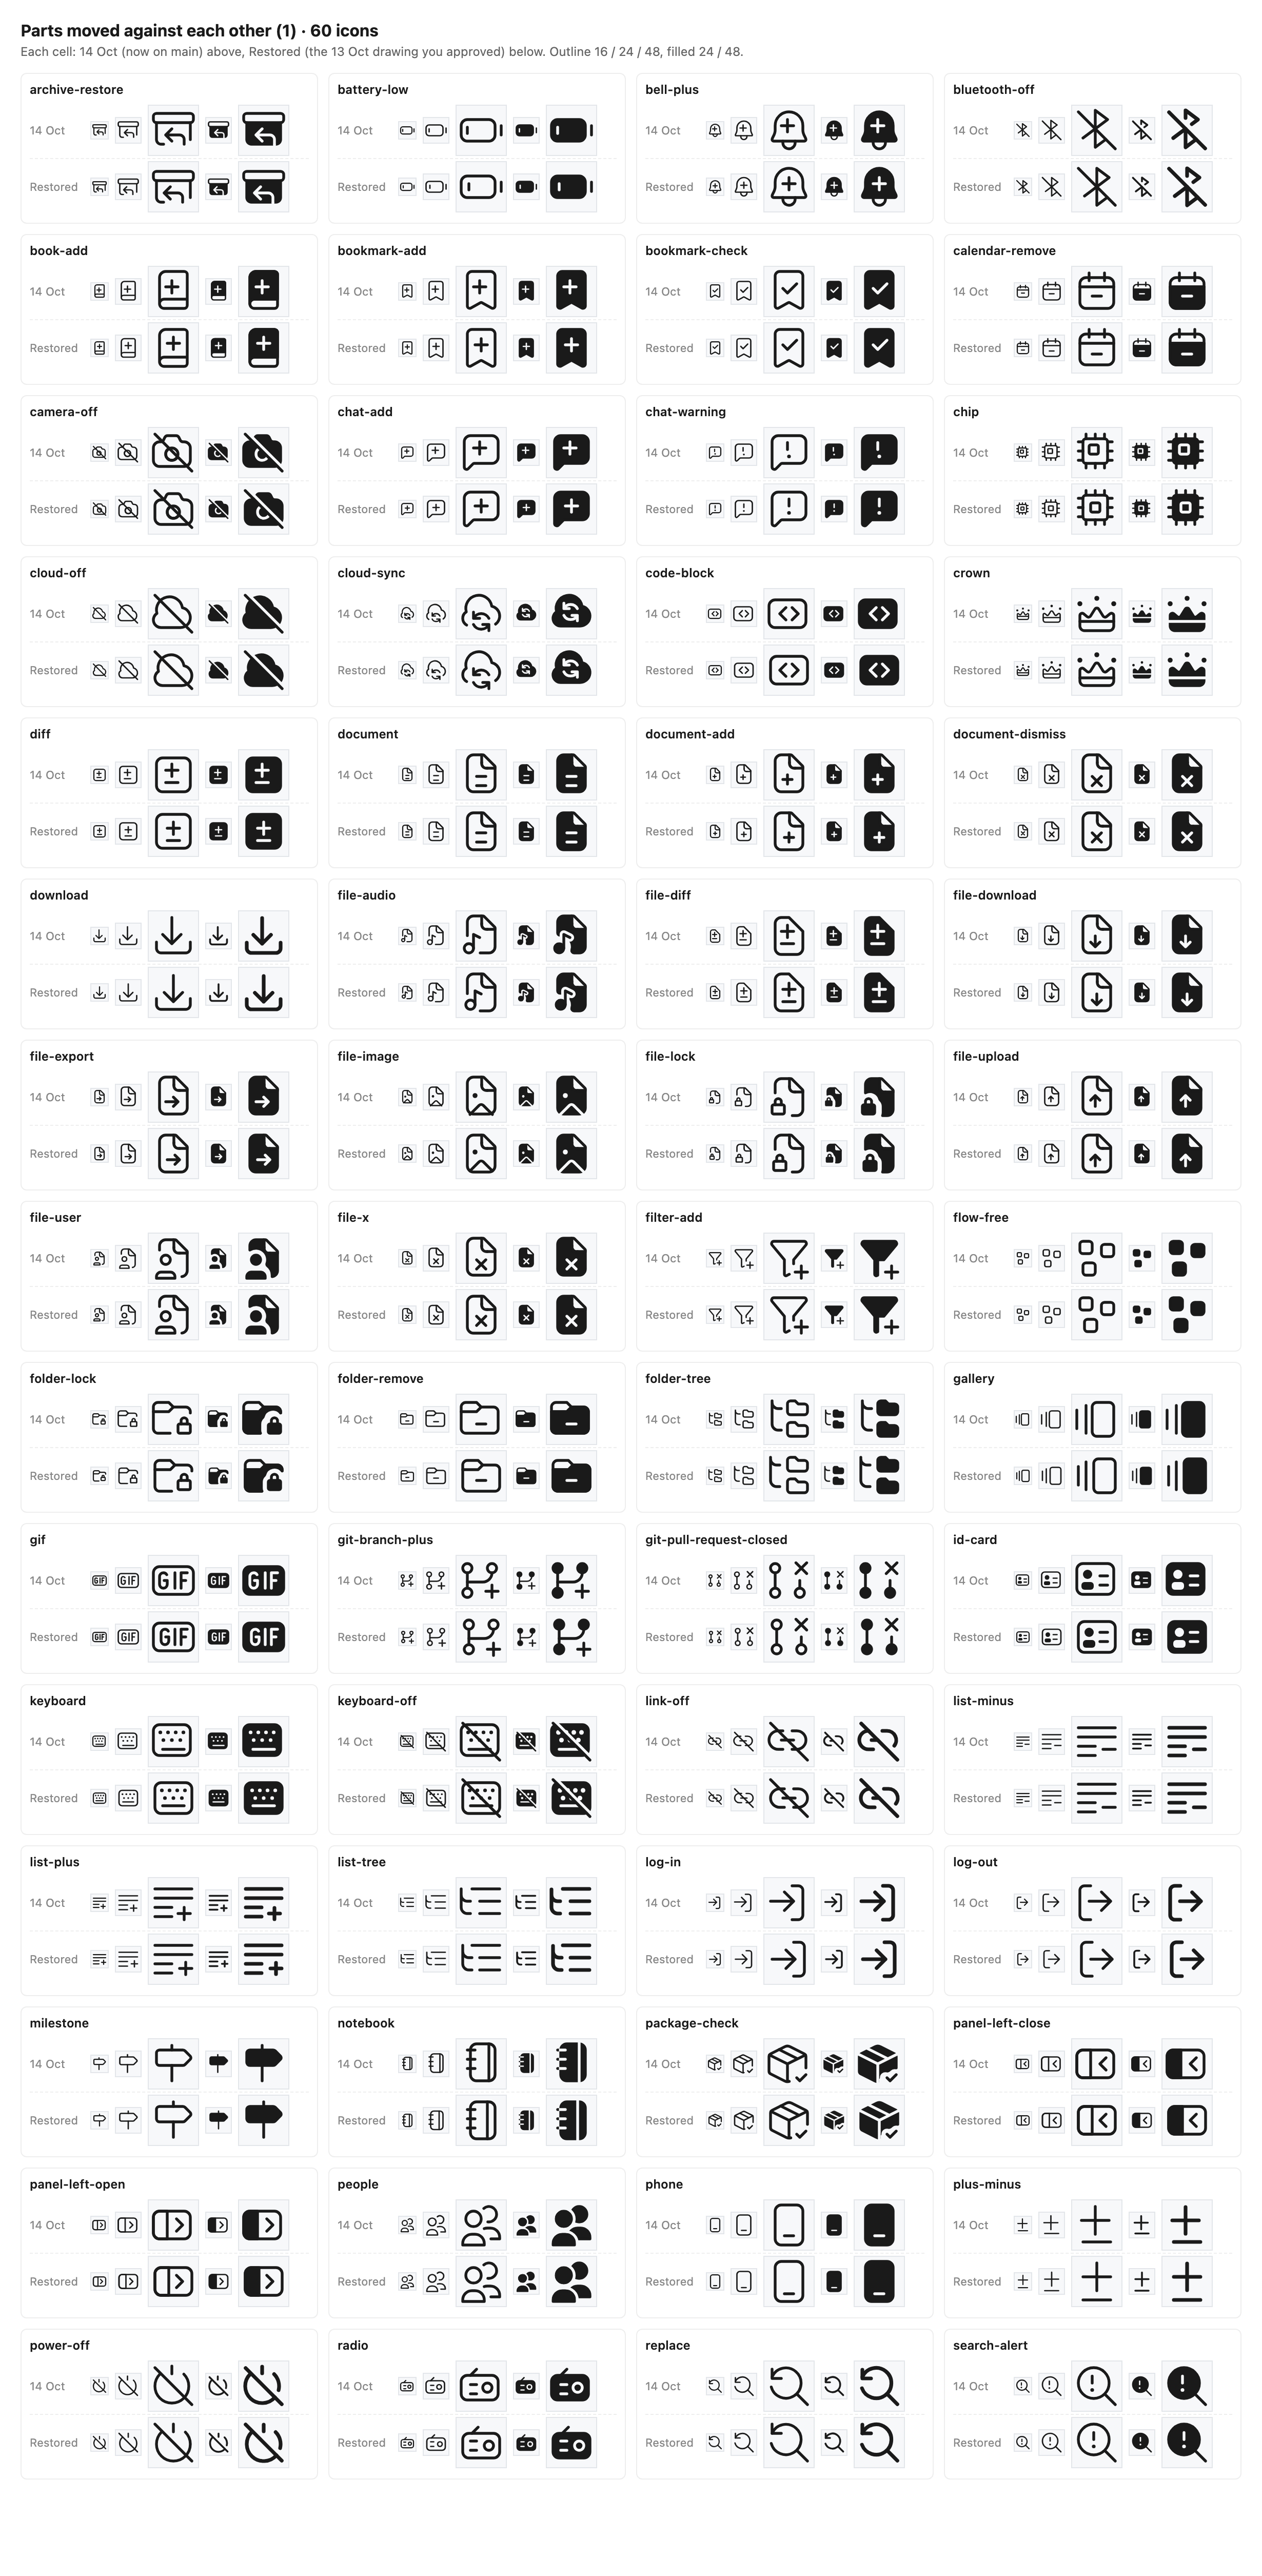 Parts moved against each other (1) · 60 icons
Each cell: 14 Oct (now on main) above, Restored (the 13 Oct drawing you approved) below. Outline 16 / 24 / 48, filled 24 / 48.
archive-restore battery-low bell-plus bluetooth-off
14 Oct 14 Oct 14 Oct 14 Oct
Restored Restored Restored Restored
book-add bookmark-add bookmark-check calendar-remove
14 Oct 14 Oct 14 Oct 14 Oct
Restored Restored Restored Restored
camera-off chat-add chat-warning chip
14 Oct 14 Oct 14 Oct 14 Oct
Restored Restored Restored Restored
cloud-off cloud-sync code-block crown
14 Oct 14 Oct 14 Oct 14 Oct
Restored Restored Restored Restored
diff document document-add document-dismiss
14 Oct 14 Oct 14 Oct 14 Oct
Restored Restored Restored Restored
download file-audio file-diff file-download
14 Oct 14 Oct 14 Oct 14 Oct
Restored Restored Restored Restored
file-export file-image file-lock file-upload
14 Oct 14 Oct 14 Oct 14 Oct
Restored Restored Restored Restored
file-user file-x filter-add flow-free
14 Oct 14 Oct 14 Oct 14 Oct
Restored Restored Restored Restored
folder-lock folder-remove folder-tree gallery
14 Oct 14 Oct 14 Oct 14 Oct
Restored Restored Restored Restored
gif git-branch-plus git-pull-request-closed id-card
14 Oct GIF GIF GIF GIF GIF 14 Oct 14 Oct 14 Oct
Restored GIF GIF GIF GIF GIF Restored Restored Restored
keyboard keyboard-off link-off list-minus
14 Oct 14 Oct 14 Oct 14 Oct
Restored Restored Restored Restored
list-plus list-tree log-in log-out
14 Oct 14 Oct 14 Oct 14 Oct
Restored Restored Restored Restored
milestone notebook package-check panel-left-close
14 Oct 14 Oct 14 Oct 14 Oct
Restored Restored Restored Restored
panel-left-open people phone plus-minus
14 Oct 14 Oct 14 Oct 14 Oct
Restored Restored Restored Restored
power-off radio replace search-alert
14 Oct 14 Oct 14 Oct 14 Oct
Restored Restored Restored Restored